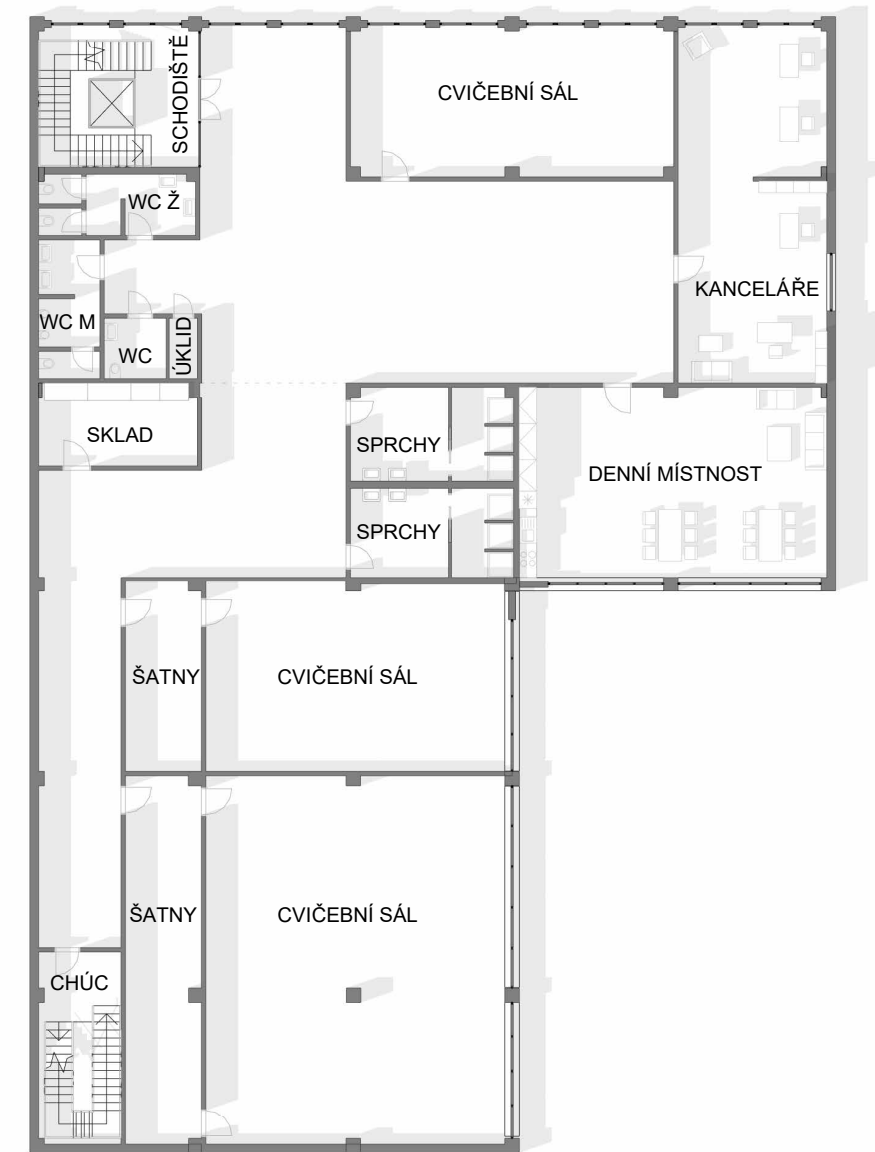 SCHODIŠTĚ
CVIČEBNÍ SÁL
WC Ž
KANCELÁŘE
WC M
WC
ÚKLID
SKLAD
SPRCHY
DENNÍ MÍSTNOST
SPRCHY
ŠATNY
CVIČEBNÍ SÁL
ŠATNY
CVIČEBNÍ SÁL
CHÚC